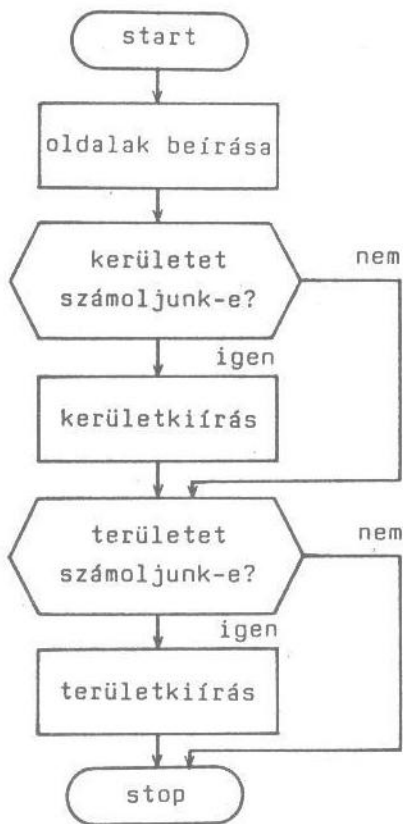 start
oldalak beírása
kerületet
számoljunk-e?
nem
igen
kerületkiírás
területet
számoljunk-e?
nem
igen
területkiírás
stop